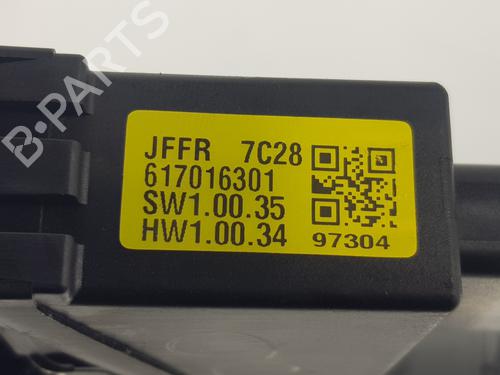 B-PARTS
JFFR 7C28
617016301
SW1.00.35
HW1.00.34
97304